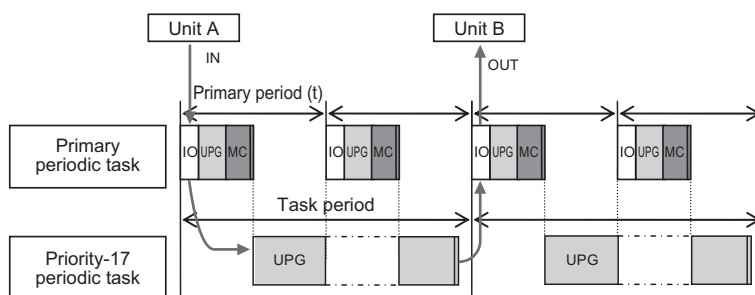 Unit A
Unit B
IN
OUT
Primary period (t)
Primary
periodic task
IO UPG MC
IO UPG MC
IO UPG MC
IO UPG MC
Task period
Priority-17
periodic task
UPG
UPG